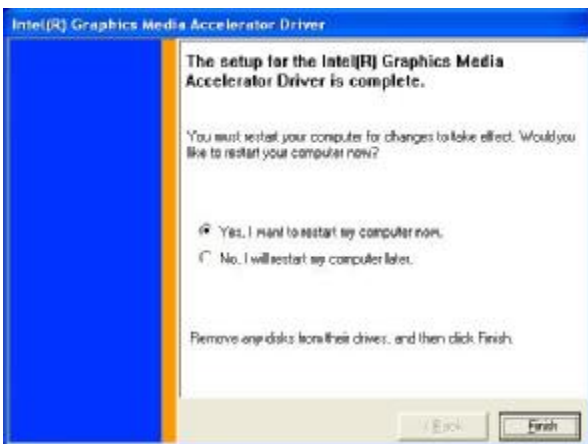 Intel(R) Graphics Media Accelerator Driver
The setup for the Intel(R) Graphics Media
Accelerator Driver is complete.
You must restart your computer for changes to take effect. Would you
like to restart your computer now?
Yes, I want to restart my computer now.
No, I will restart my computer later.
Remove any disks from their drives, and then click Finish.
< Back
Finish